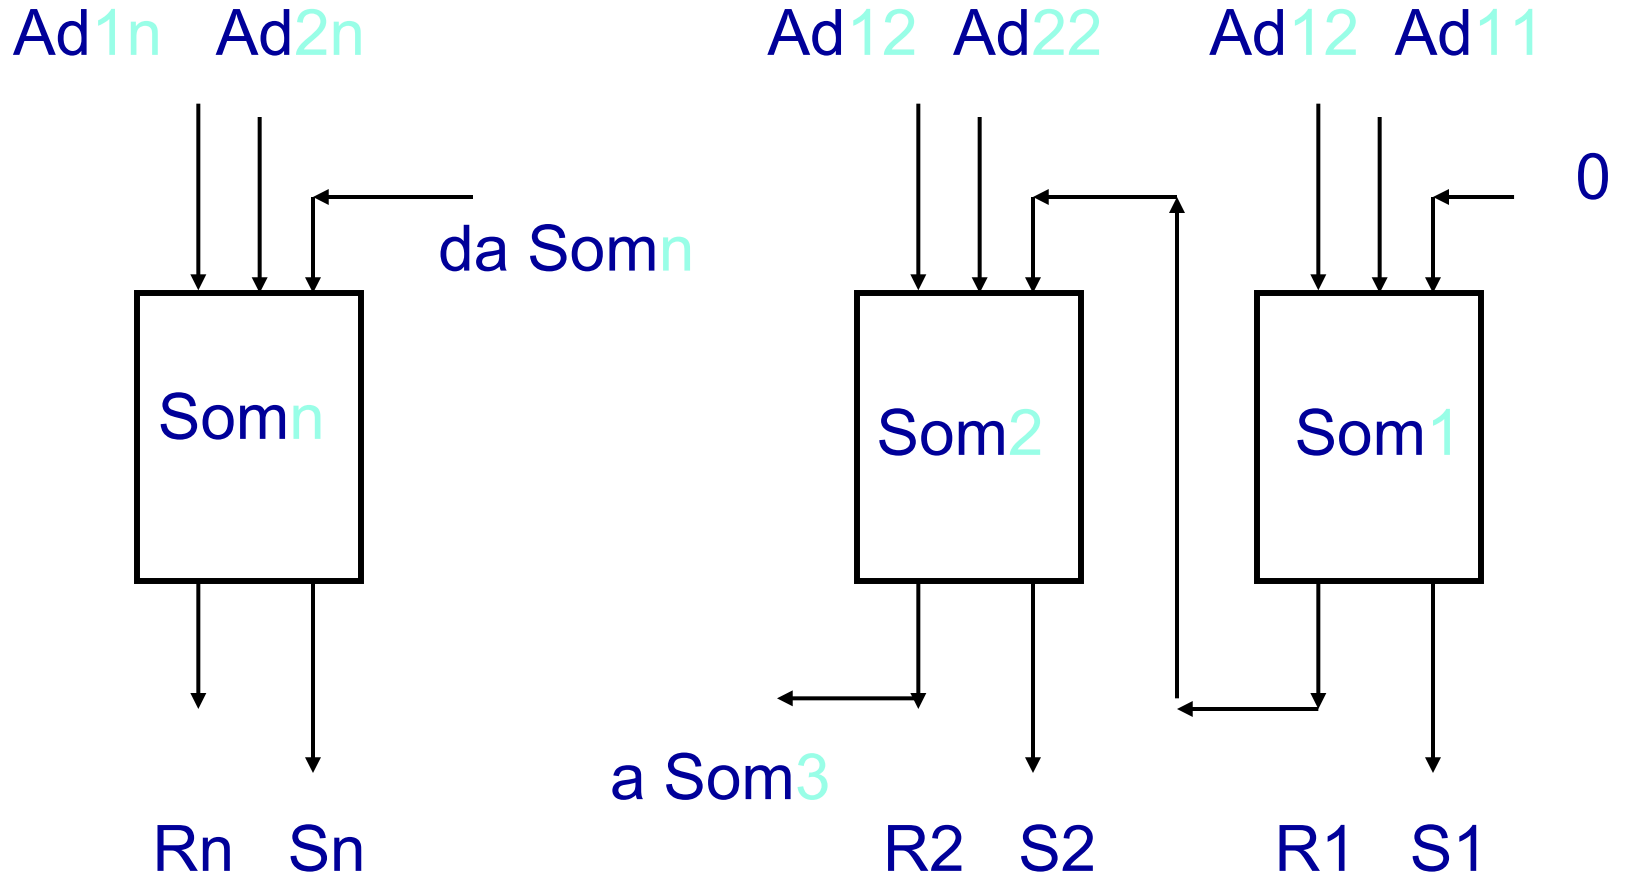 Ad1n Ad2n Ad12 Ad22 Ad12 Ad11
0
da Somn
Somn Som2 Som1
a Som3
Rn Sn R2 S2 R1 S1